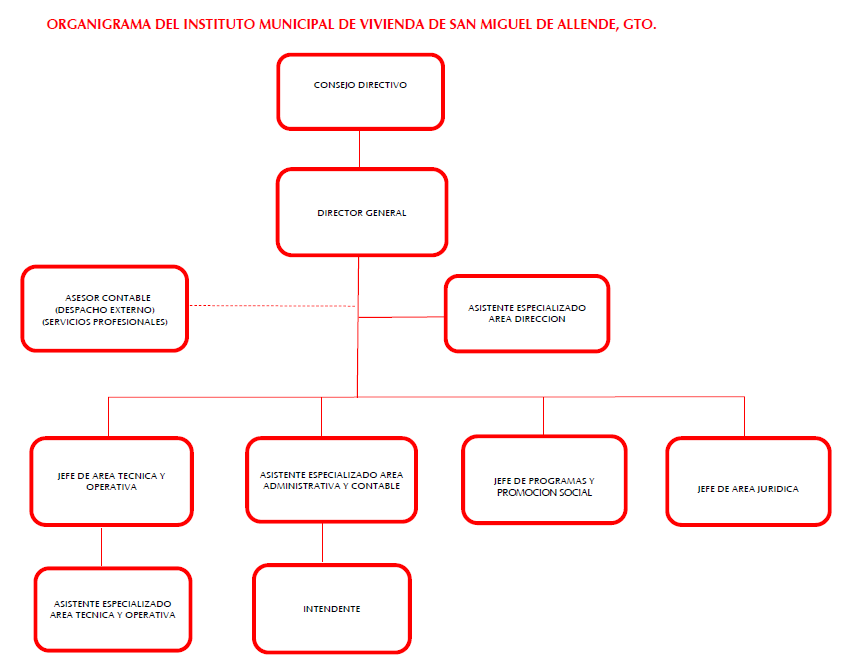 ORGANIGRAMA DEL INSTITUTO MUNICIPAL DE VIVIENDA DE SAN MIGUEL DE ALLENDE, GTO.
CONSEJO DIRECTIVO
DIRECTOR GENERAL
ASESOR CONTABLE
(DESPACHO EXTERNO)
(SERVICIOS PROFESIONALES)
ASISTENTE ESPECIALIZADO
AREA DIRECCION
JEFE DE AREA TECNICA Y
OPERATIVA
ASISTENTE ESPECIALIZADO AREA
ADMINISTRATIVA Y CONTABLE
JEFE DE PROGRAMAS Y
PROMOCION SOCIAL
JEFE DE AREA JURIDICA
ASISTENTE ESPECIALIZADO
AREA TECNICA Y OPERATIVA
INTENDENTE